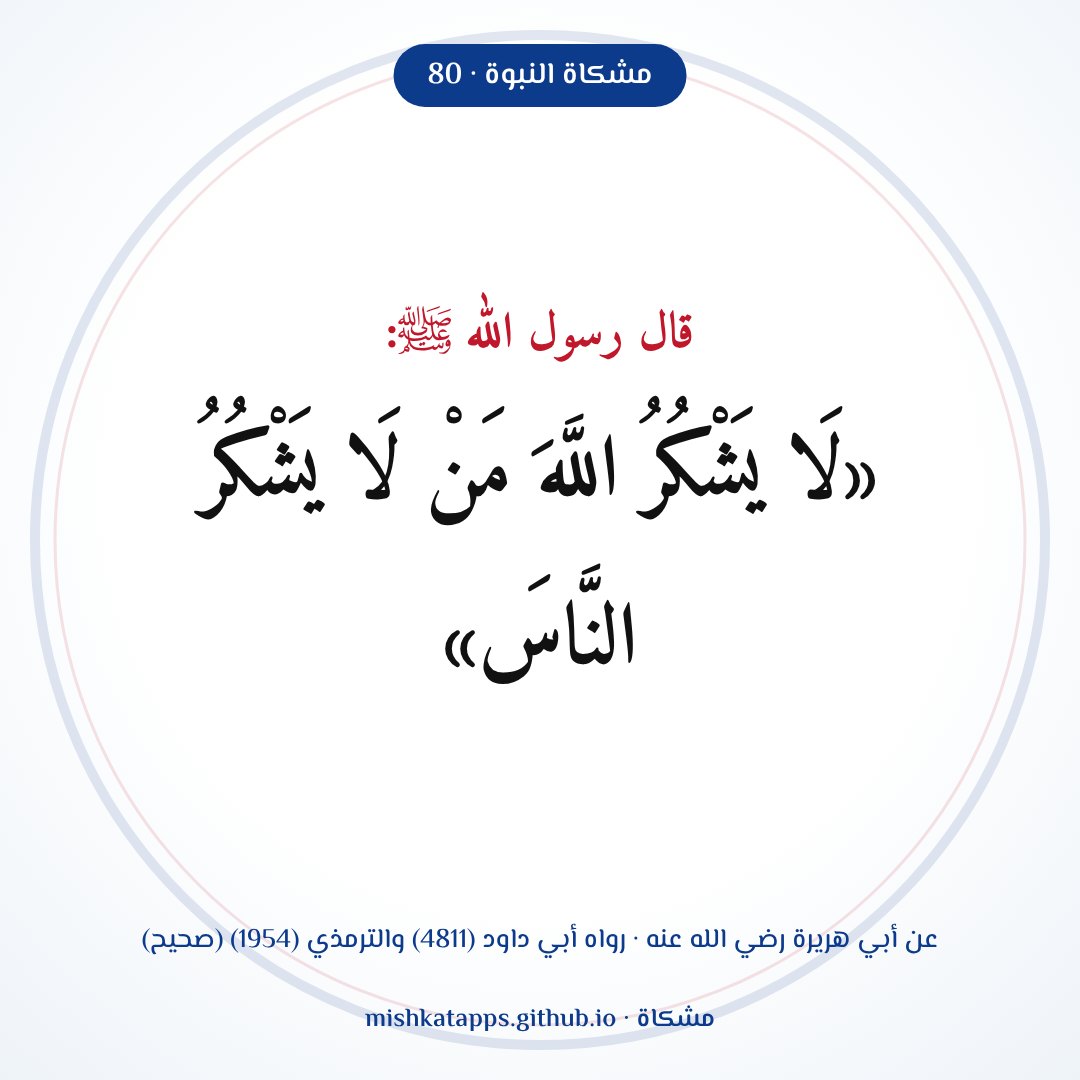 مشكاة النبوة · 80
قال رسول الله ﷺ:
«لَا يَشْكُرُ اللَّهَ مَنْ لَا يَشْكُرُ
النَّاسَ»
عن أبي هريرة رضي الله عنه · رواه أبي داود (4811) والترمذي (1954) (صحيح)
مشكاة · mishkatapps.github.io